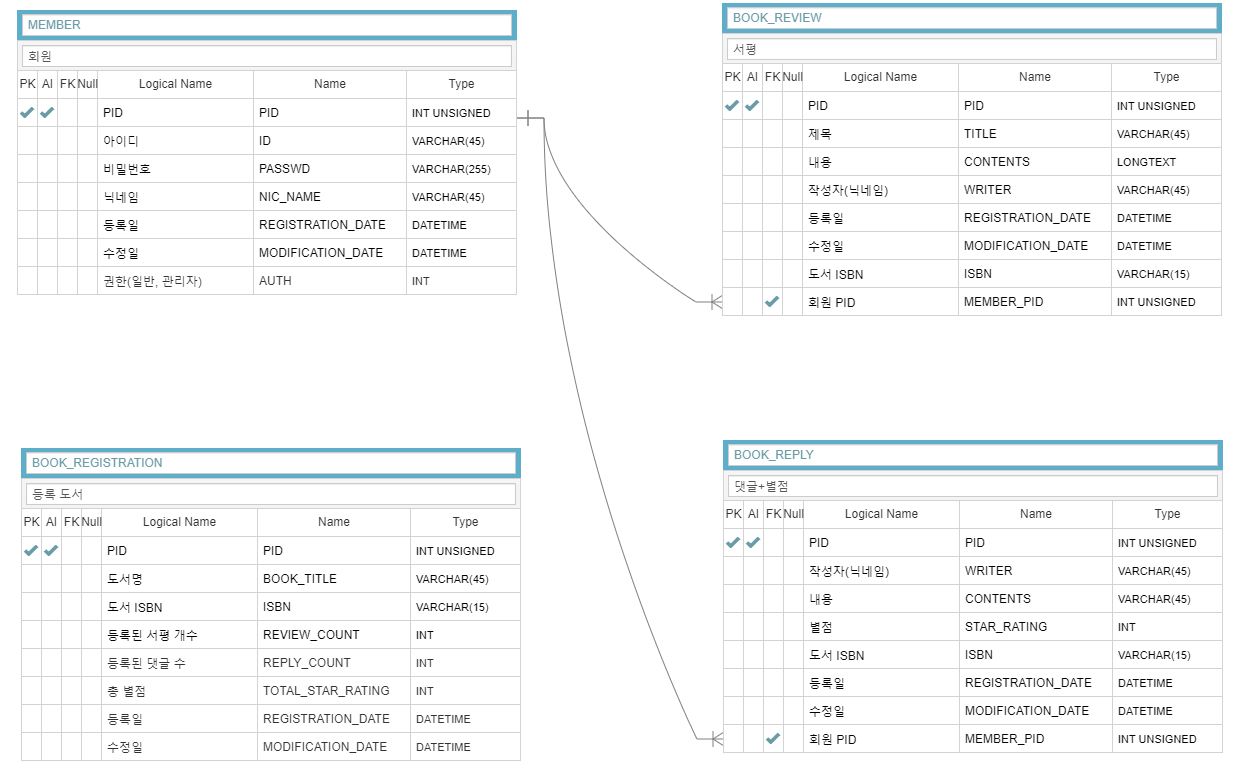 MEMBER
회원
PK AI FK Null Logical Name Name Type
PID PID INT UNSIGNED
아이디 ID VARCHAR(45)
비밀번호 PASSWD VARCHAR(255)
닉네임 NIC_NAME VARCHAR(45)
등록일 REGISTRATION_DATE DATETIME
수정일 MODIFICATION_DATE DATETIME
권한(일반, 관리자) AUTH INT
BOOK_REVIEW
서평
PK AI FK Null Logical Name Name Type
PID PID INT UNSIGNED
제목 TITLE VARCHAR(45)
내용 CONTENTS LONGTEXT
작성자(닉네임) WRITER VARCHAR(45)
등록일 REGISTRATION_DATE DATETIME
수정일 MODIFICATION_DATE DATETIME
도서 ISBN ISBN VARCHAR(15)
회원 PID MEMBER_PID INT UNSIGNED
BOOK_REGISTRATION
등록 도서
PK AI FK Null Logical Name Name Type
PID PID INT UNSIGNED
도서명 BOOK_TITLE VARCHAR(45)
도서 ISBN ISBN VARCHAR(15)
등록된 서평 개수 REVIEW_COUNT INT
등록된 댓글 수 REPLY_COUNT INT
총 별점 TOTAL_STAR_RATING INT
등록일 REGISTRATION_DATE DATETIME
수정일 MODIFICATION_DATE DATETIME
BOOK_REPLY
댓글+별점
PK AI FK Null Logical Name Name Type
PID PID INT UNSIGNED
작성자(닉네임) WRITER VARCHAR(45)
내용 CONTENTS VARCHAR(45)
별점 STAR_RATING INT
도서 ISBN ISBN VARCHAR(15)
등록일 REGISTRATION_DATE DATETIME
수정일 MODIFICATION_DATE DATETIME
회원 PID MEMBER_PID INT UNSIGNED